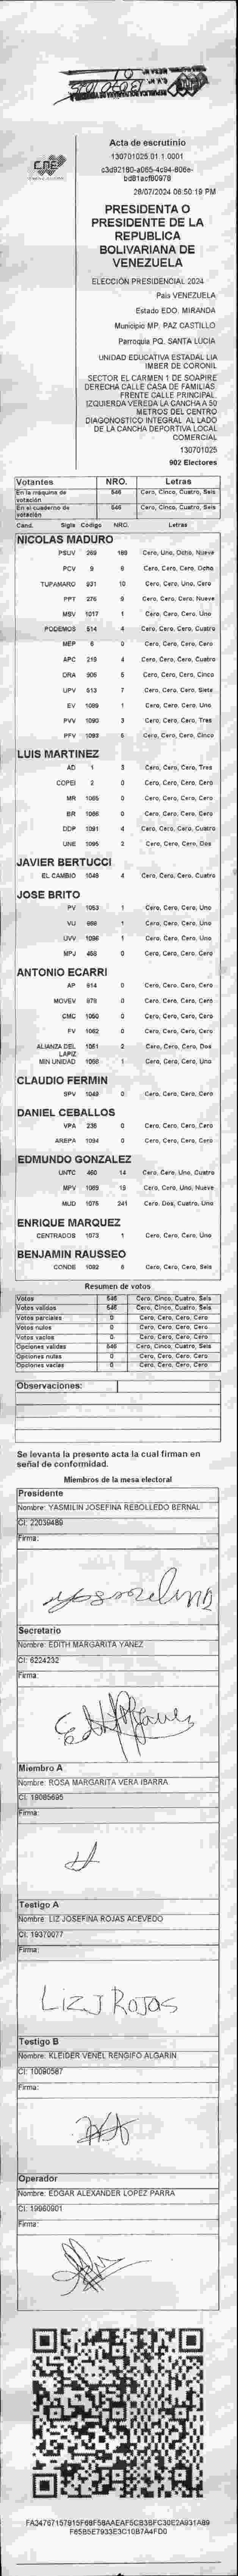 CNE
Acta de escrutinio
130701025.01.1.0001
28/07/2024 06:50:19 PM
PRESIDENTA O
PRESIDENTE DE LA
REPUBLICA
BOLIVARIANA DE
VENEZUELA
ELECCIÓN PRESIDENCIAL 2024
País VENEZUELA
Estado EDO. MIRANDA
Municipio MP. PAZ CASTILLO
Parroquia PQ. SANTA LUCIA
UNIDAD EDUCATIVA ESTADAL LIA
IMBER DE CORONIL
SECTOR EL CARMEN 1 DE SOAPIRE
DERECHA CALLE CASA DE FAMILIAS
FRENTE CALLE PRINCIPAL
IZQUIERDA VEREDA LA CANCHA A 50
METROS DEL CENTRO
DIAGONOSTICO INTEGRAL AL LADO
DE LA CANCHA DEPORTIVA LOCAL
COMERCIAL
130701025
902 Electores
Votantes NRO. Letras
En la máquina de votación 546 Cero, Cinco, Cuatro, Seis
En el cuaderno de votación 546 Cero, Cinco, Cuatro, Seis
Cand. Sigla Código NRO. Letras
NICOLAS MADURO
PSUV 269 189 Cero, Uno, Ocho, Nueve
PCV 9 8 Cero, Cero, Cero, Ocho
TUPAMARO 931 10 Cero, Cero, Uno, Cero
PPT 276 9 Cero, Cero, Cero, Nueve
MSV 1017 1 Cero, Cero, Cero, Uno
PODEMOS 514 4 Cero, Cero, Cero, Cuatro
MEP 6 0 Cero, Cero, Cero, Cero
APC 219 4 Cero, Cero, Cero, Cuatro
ORA 906 5 Cero, Cero, Cero, Cinco
UPV 513 7 Cero, Cero, Cero, Siete
EV 1089 1 Cero, Cero, Cero, Uno
PVV 1090 3 Cero, Cero, Cero, Tres
PFV 1093 5 Cero, Cero, Cero, Cinco
LUIS MARTINEZ
AD 1 3 Cero, Cero, Cero, Tres
COPEI 2 0 Cero, Cero, Cero, Cero
MR 1065 0 Cero, Cero, Cero, Cero
BR 1066 0 Cero, Cero, Cero, Cero
DDP 1091 4 Cero, Cero, Cero, Cuatro
UNE 1095 2 Cero, Cero, Cero, Dos
JAVIER BERTUCCI
EL CAMBIO 1048 4 Cero, Cero, Cero, Cuatro
JOSE BRITO
PV 1053 1 Cero, Cero, Cero, Uno
VU 1 Cero, Cero, Cero, Uno
UVV 1096 1 Cero, Cero, Cero, Uno
MPJ 458 0 Cero, Cero, Cero, Cero
ANTONIO ECARRI
AP 914 0 Cero, Cero, Cero, Cero
MOVEV 978 0 Cero, Cero, Cero, Cero
CMC 1050 0 Cero, Cero, Cero, Cero
FV 1062 0 Cero, Cero, Cero, Cero
ALIANZA DEL LAPIZ 1051 2 Cero, Cero, Cero, Dos
MIN UNIDAD 1068 1 Cero, Cero, Cero, Uno
CLAUDIO FERMIN
SPV 1049 0 Cero, Cero, Cero, Cero
DANIEL CEBALLOS
VPA 236 0 Cero, Cero, Cero, Cero
AREPA 1094 0 Cero, Cero, Cero, Cero
EDMUNDO GONZALEZ
UNTC 460 14 Cero, Cero, Uno, Cuatro
MPV 1069 19 Cero, Cero, Uno, Nueve
MUD 1075 241 Cero, Dos, Cuatro, Uno
ENRIQUE MARQUEZ
CENTRADOS 1073 1 Cero, Cero, Cero, Uno
BENJAMIN RAUSSEO
CONDE 1092 6 Cero, Cero, Cero, Seis
Resumen de votos
Votos 546 Cero, Cinco, Cuatro, Seis
Votos validos 546 Cero, Cinco, Cuatro, Seis
Votos parciales 0 Cero, Cero, Cero, Cero
Votos nulos 0 Cero, Cero, Cero, Cero
Votos vacíos 0 Cero, Cero, Cero, Cero
Opciones validas 546 Cero, Cinco, Cuatro, Seis
Opciones nulas 0 Cero, Cero, Cero, Cero
Opciones vacias 0 Cero, Cero, Cero, Cero
Observaciones:
Se levanta la presente acta la cual firman en
señal de conformidad.
Miembros de la mesa electoral
Presidente
Nombre: YASMILIN JOSEFINA REBOLLEDO BERNAL
CI: 22039489
Firma:
Secretario
Nombre: EDITH MARGARITA YANEZ
CI: 6224232
Firma:
Miembro A
Nombre: ROSA MARGARITA VERA IBARRA
CI: 19085695
Firma:
Testigo A
Nombre: LIZ JOSEFINA ROJAS ACEVEDO
CI: 19370077
Firma:
Liz J Rojas
Testigo B
Nombre: KLEIDER VENEL RENGIFO ALGARIN
CI: 10090587
Firma:
Operador
Nombre: EDGAR ALEXANDER LOPEZ PARRA
CI: 19960901
Firma: